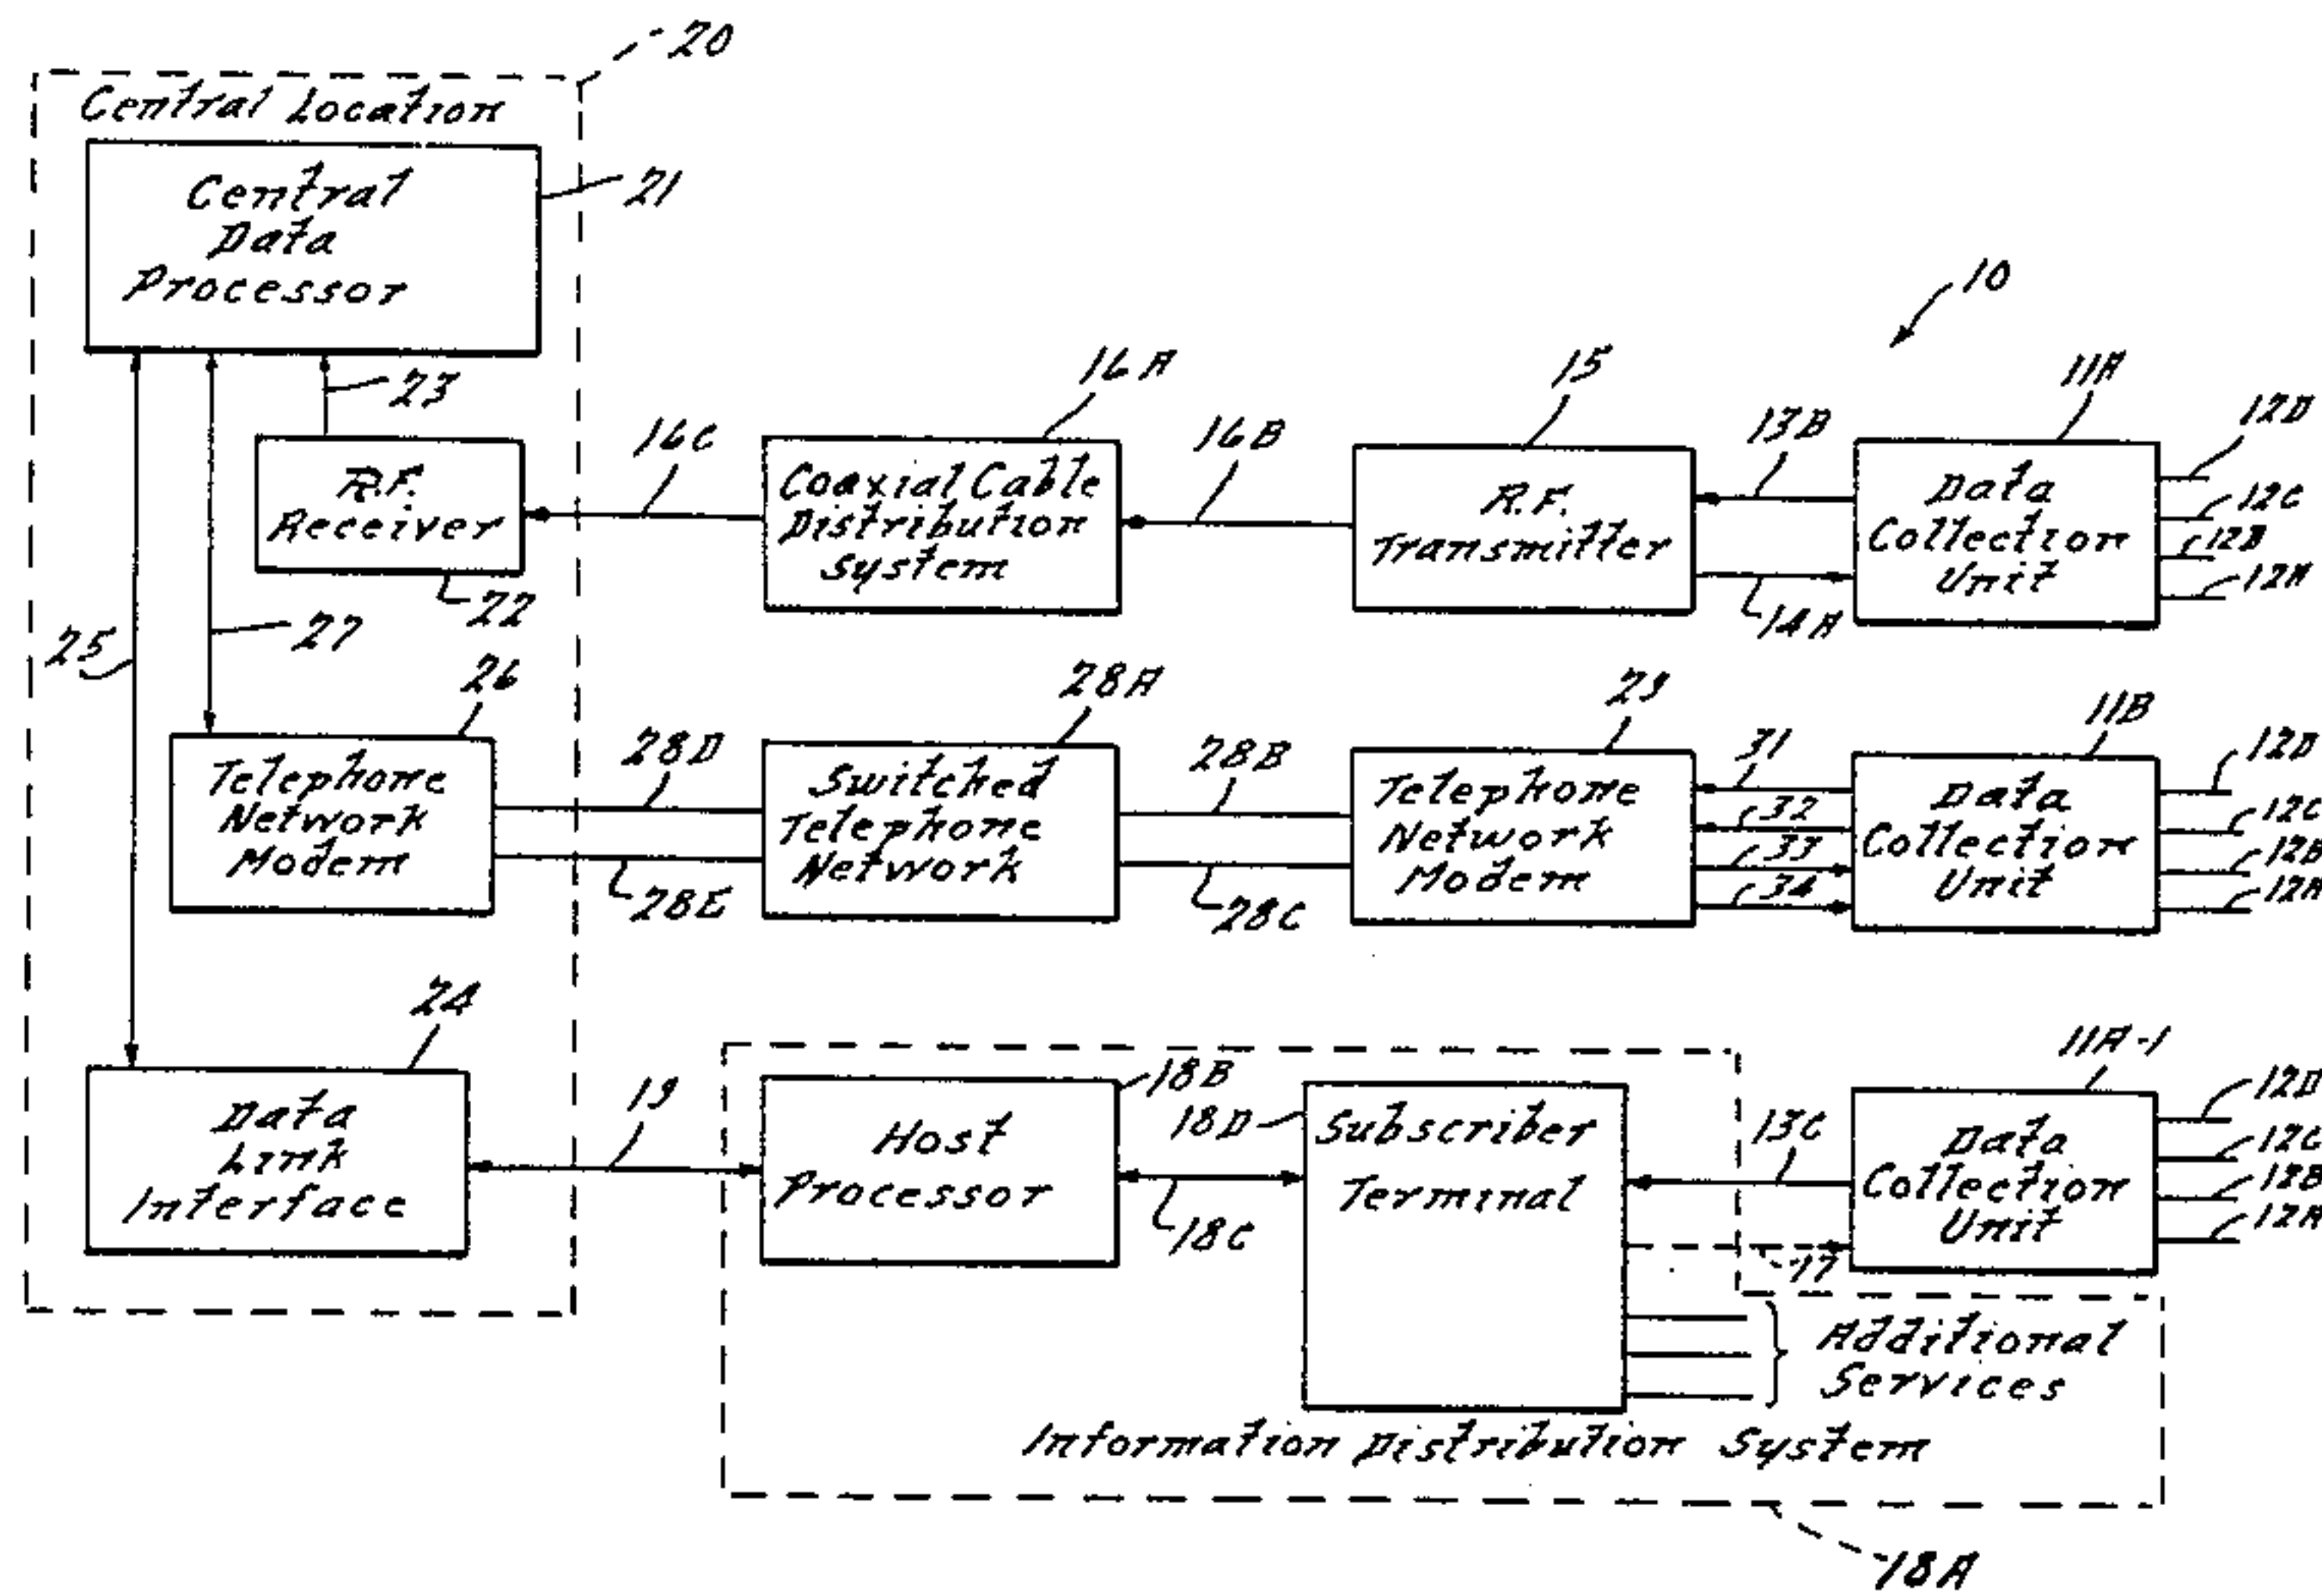 20
Central Location
Central
Data
Processor
21
10
23
16C
16A
16B
15
13B
11A
12D
12C
12B
12A
R.F.
Receiver
22
Coaxial Cable
Distribution
System
R.F.
Transmitter
14A
Data
Collection
Unit
25
27
26
28D
28A
28B
29
31
32
33
34
11B
12D
12C
12B
12A
Telephone
Network
Modem
28E
Switched
Telephone
Network
28C
Telephone
Network
Modem
Data
Collection
Unit
24
19
18B
18D
13C
11A-1
12D
12C
12B
12A
Data
Link
Interface
Host
Processor
18C
Subscriber
Terminal
17
Data
Collection
Unit
Additional
Services
Information Distribution System
18A